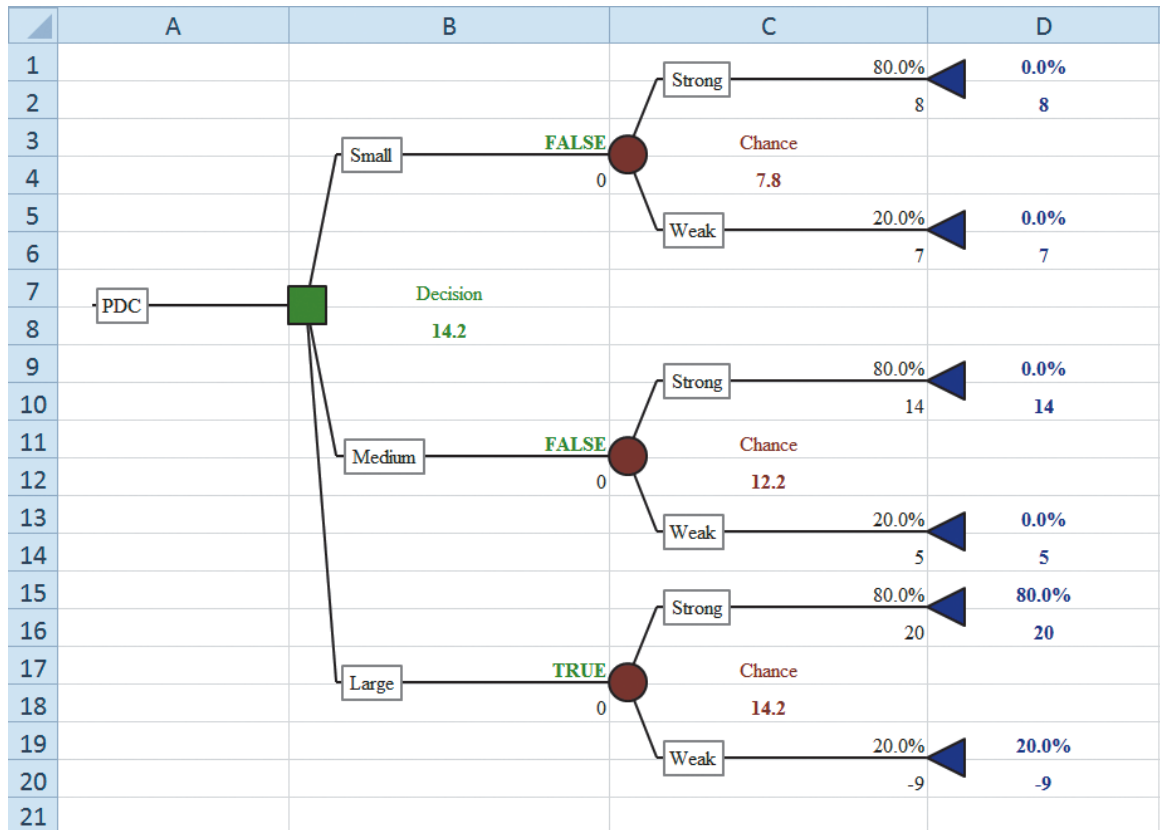 A B C D
1 80.0% 0.0%
Strong
2 8 8
3 FALSE Chance
Small
4 0 7.8
5 20.0% 0.0%
Weak
6 7 7
7 Decision
PDC
8 14.2
9 80.0% 0.0%
Strong
10 14 14
11 FALSE Chance
Medium
12 0 12.2
13 20.0% 0.0%
Weak
14 5 5
15 80.0% 80.0%
Strong
16 20 20
17 TRUE Chance
Large
18 0 14.2
19 20.0% 20.0%
Weak
20 -9 -9
21